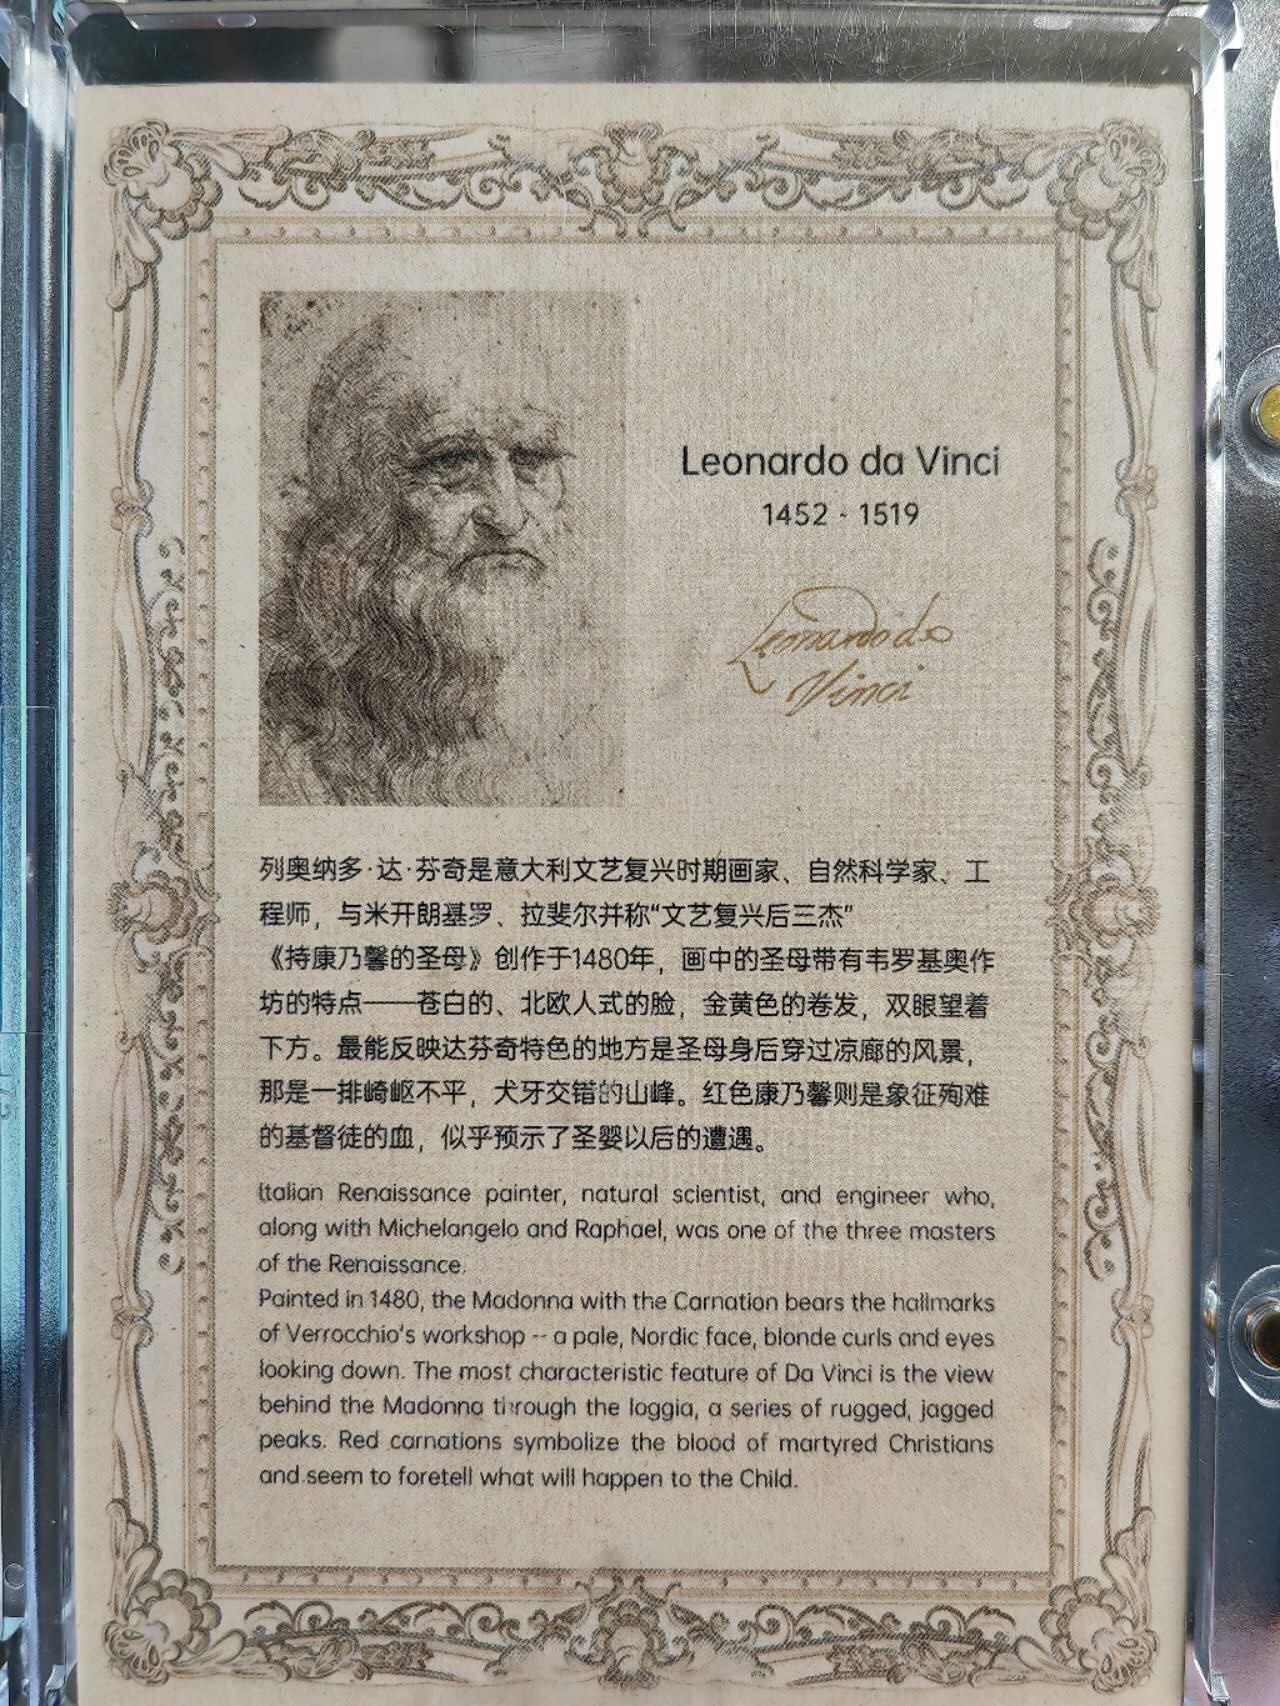 Leonardo da Vinci
1452 - 1519
Leonardo da
Vinci
列奥纳多·达·芬奇是意大利文艺复兴时期画家、自然科学家、工
程师，与米开朗基罗、拉斐尔并称“文艺复兴后三杰”
《持康乃馨的圣母》创作于1480年，画中的圣母带有韦罗基奥作
坊的特点——苍白的、北欧人式的脸，金黄色的卷发，双眼望着
下方。最能反映达芬奇特色的地方是圣母身后穿过凉廊的风景，
那是一排崎岖不平，犬牙交错的山峰。红色康乃馨则是象征殉难
的基督徒的血，似乎预示了圣婴以后的遭遇。
Italian Renaissance painter, natural scientist, and engineer who,
along with Michelangelo and Raphael, was one of the three masters
of the Renaissance.
Painted in 1480, the Madonna with the Carnation bears the hallmarks
of Verrocchio's workshop -- a pale, Nordic face, blonde curls and eyes
looking down. The most characteristic feature of Da Vinci is the view
behind the Madonna through the loggia, a series of rugged, jagged
peaks. Red carnations symbolize the blood of martyred Christians
and seem to foretell what will happen to the Child.